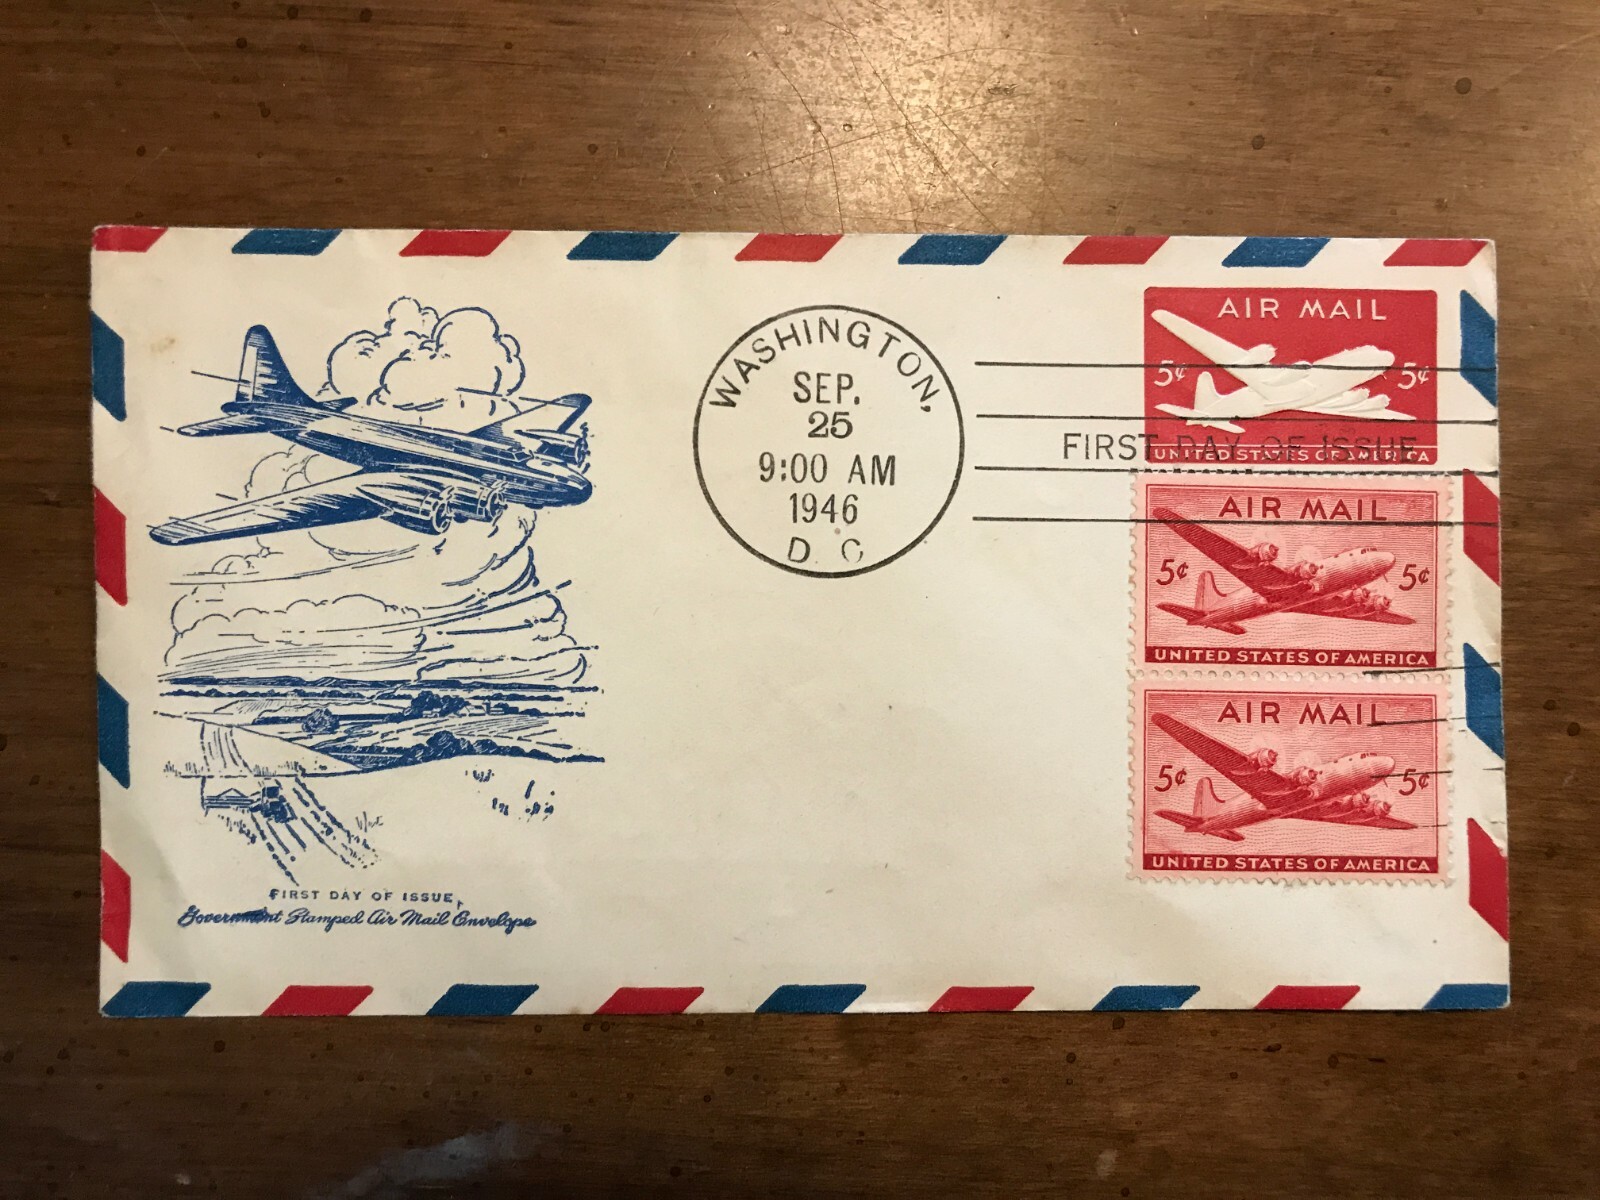 WASHINGTON,
SEP.
25
9:00 AM
1946
D. C
AIR MAIL
5¢ 5¢
FIRST DAY OF ISSUE
UNITED STATES OF AMERICA
AIR MAIL
5¢ 5¢
UNITED STATES OF AMERICA
AIR MAIL
5¢ 5¢
UNITED STATES OF AMERICA
FIRST DAY OF ISSUE,
Government Stamped Air Mail Envelope